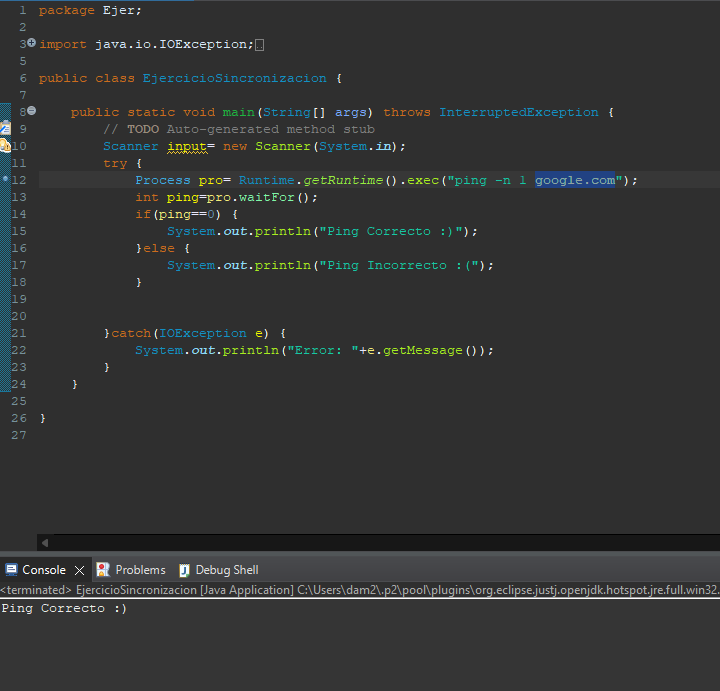 1 package Ejer;
2
3 import java.io.IOException;
5
6 public class EjercicioSincronizacion {
7
8 public static void main(String[] args) throws InterruptedException {
9 // TODO Auto-generated method stub
10 Scanner input= new Scanner(System.in);
11 try {
12 Process pro= Runtime.getRuntime().exec("ping -n 1 google.com");
13 int ping=pro.waitFor();
14 if(ping==0) {
15 System.out.println("Ping Correcto :)");
16 }else {
17 System.out.println("Ping Incorrecto :(");
18 }
19
20
21 }catch(IOException e) {
22 System.out.println("Error: "+e.getMessage());
23 }
24 }
25
26 }
27
Console Problems Debug Shell
<terminated> EjercicioSincronizacion [Java Application] C:\Users\dam2\.p2\pool\plugins\org.eclipse.justj.openjdk.hotspot.jre.full.win32.
Ping Correcto :)